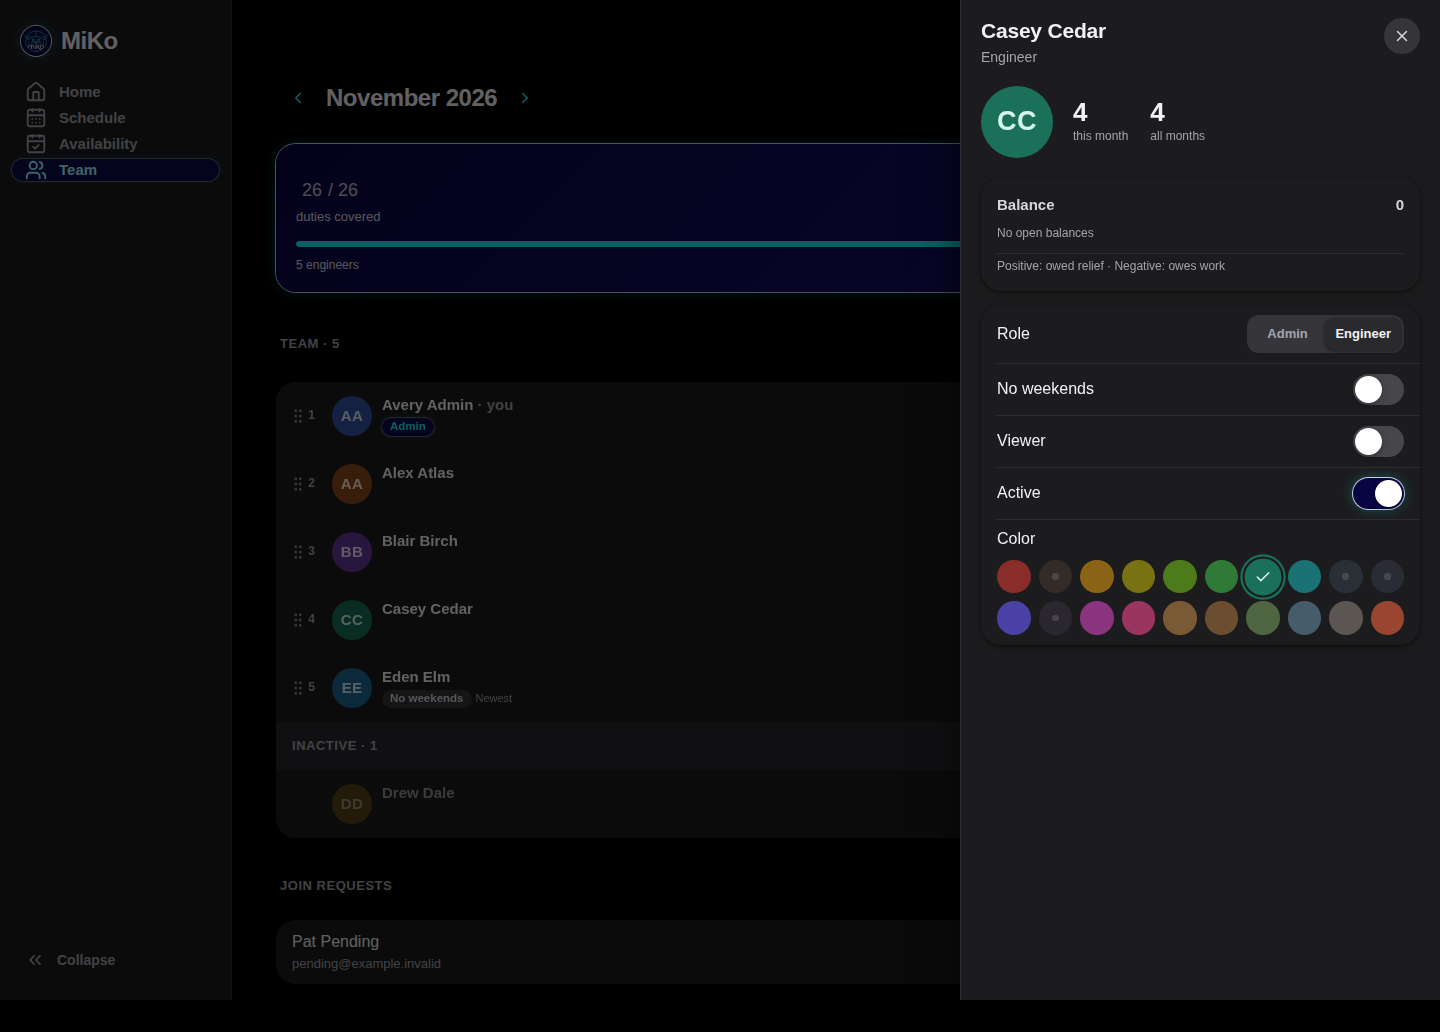 miko
MiKo
Home
Schedule
Availability
Team
Collapse
November 2026
26 / 26
duties covered
5 engineers
TEAM · 5
1
AA
Avery Admin · you
Admin
2
AA
Alex Atlas
3
BB
Blair Birch
4
CC
Casey Cedar
5
EE
Eden Elm
No weekends Newest
INACTIVE · 1
DD
Drew Dale
JOIN REQUESTS
Pat Pending
pending@example.invalid
Casey Cedar
Engineer
CC
4
this month
4
all months
Balance 0
No open balances
Positive: owed relief · Negative: owes work
Role Admin Engineer
No weekends
Viewer
Active
Color